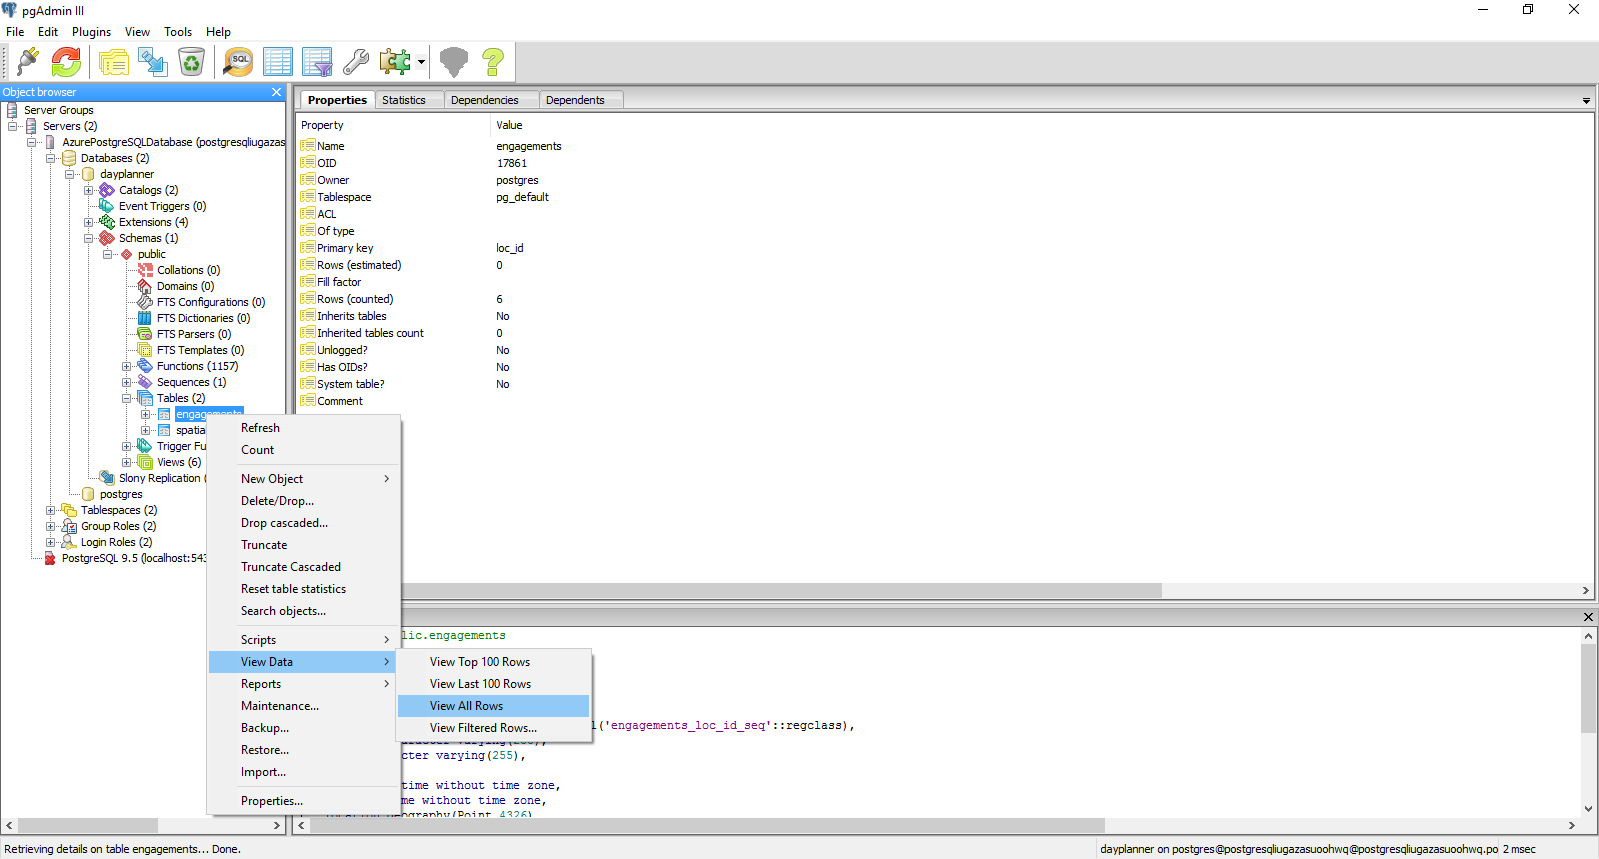 pgAdmin III
File Edit Plugins View Tools Help
SQL
Object browser
Server Groups
Servers (2)
AzurePostgreSQLDatabase (postgresqliugazas
Databases (2)
dayplanner
Catalogs (2)
Event Triggers (0)
Extensions (4)
Schemas (1)
public
Collations (0)
Domains (0)
FTS Configurations (0)
FTS Dictionaries (0)
FTS Parsers (0)
FTS Templates (0)
Functions (1157)
Sequences (1)
Tables (2)
engagements
spatia
Trigger Fu
Views (6)
Slony Replication (
postgres
Tablespaces (2)
Group Roles (2)
Login Roles (2)
PostgreSQL 9.5 (localhost:543
Refresh
Count
New Object
Delete/Drop...
Drop cascaded...
Truncate
Truncate Cascaded
Reset table statistics
Search objects...
Scripts
View Data
Reports
Maintenance...
Backup...
Restore...
Import...
Properties...
View Top 100 Rows
View Last 100 Rows
View All Rows
View Filtered Rows...
Properties Statistics Dependencies Dependents
Property Value
Name engagements
OID 17861
Owner postgres
Tablespace pg_default
ACL
Of type
Primary key loc_id
Rows (estimated) 0
Fill factor
Rows (counted) 6
Inherits tables No
Inherited tables count 0
Unlogged? No
Has OIDs? No
System table? No
Comment
lic.engagements
l('engagements_loc_id_seq'::regclass),
cter varying(255),
time without time zone,
me without time zone,
(Point,4326)
Retrieving details on table engagements... Done.
dayplanner on postgres@postgresqliugazasuoohwq@postgresqliugazasuoohwq.po 2 msec